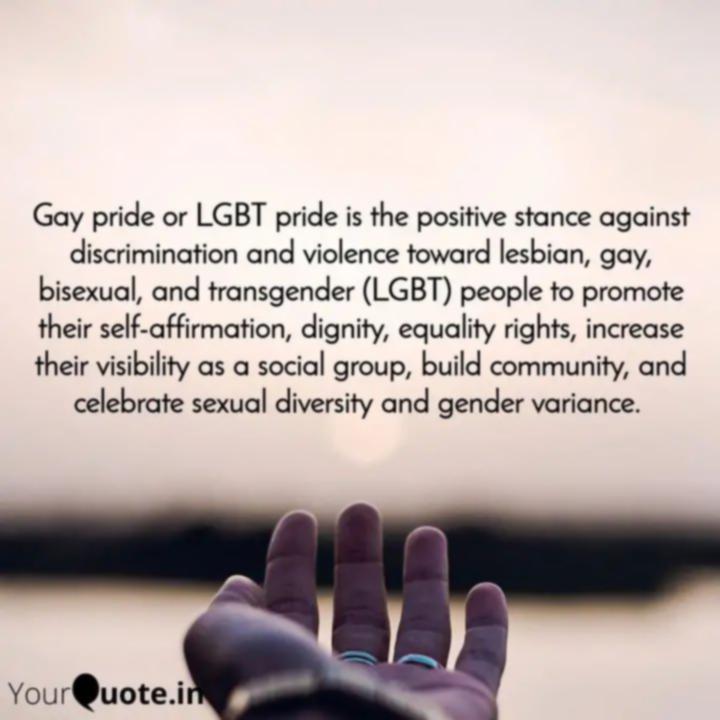 Gay pride or LGBT pride is the positive stance against
discrimination and violence toward lesbian, gay,
bisexual, and transgender (LGBT) people to promote
their self-affirmation, dignity, equality rights, increase
their visibility as a social group, build community, and
celebrate sexual diversity and gender variance.
YourQuote.in